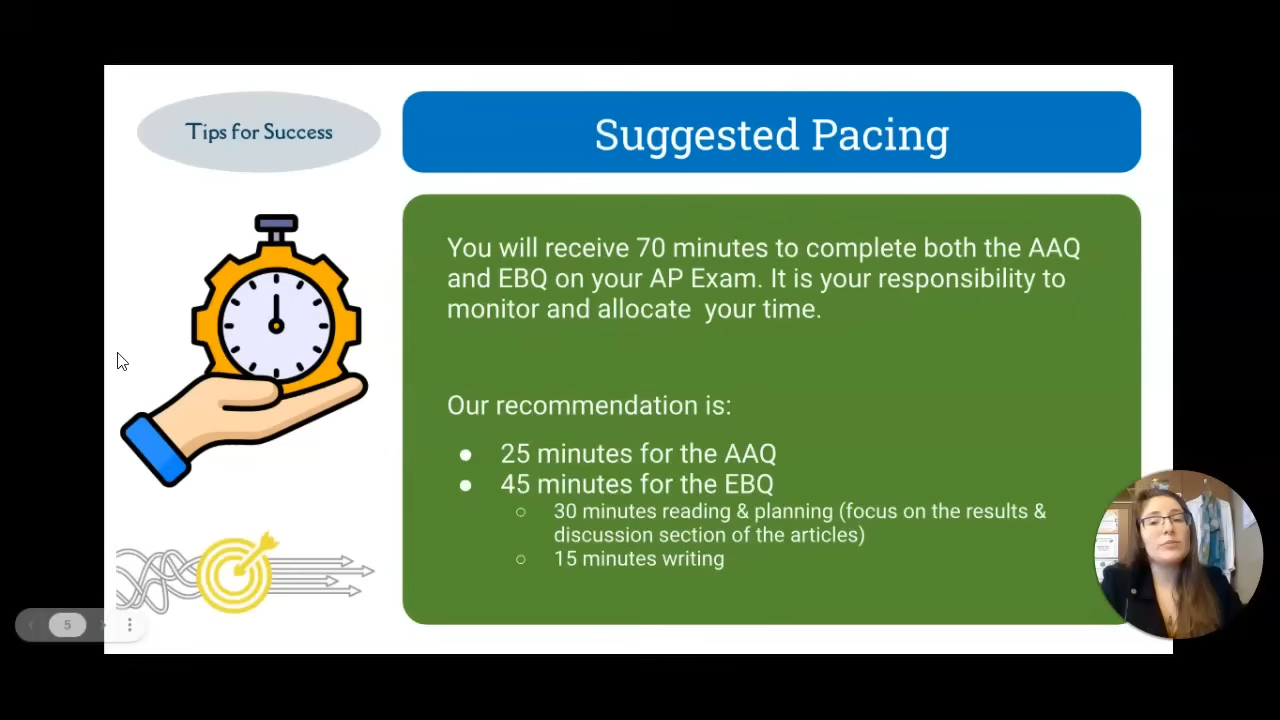 Tips for Success
Suggested Pacing
You will receive 70 minutes to complete both the AAQ
and EBQ on your AP Exam. It is your responsibility to
monitor and allocate  your time.
Our recommendation is:
● 25 minutes for the AAQ
● 45 minutes for the EBQ
○ 30 minutes reading & planning (focus on the results &
discussion section of the articles)
○ 15 minutes writing
5